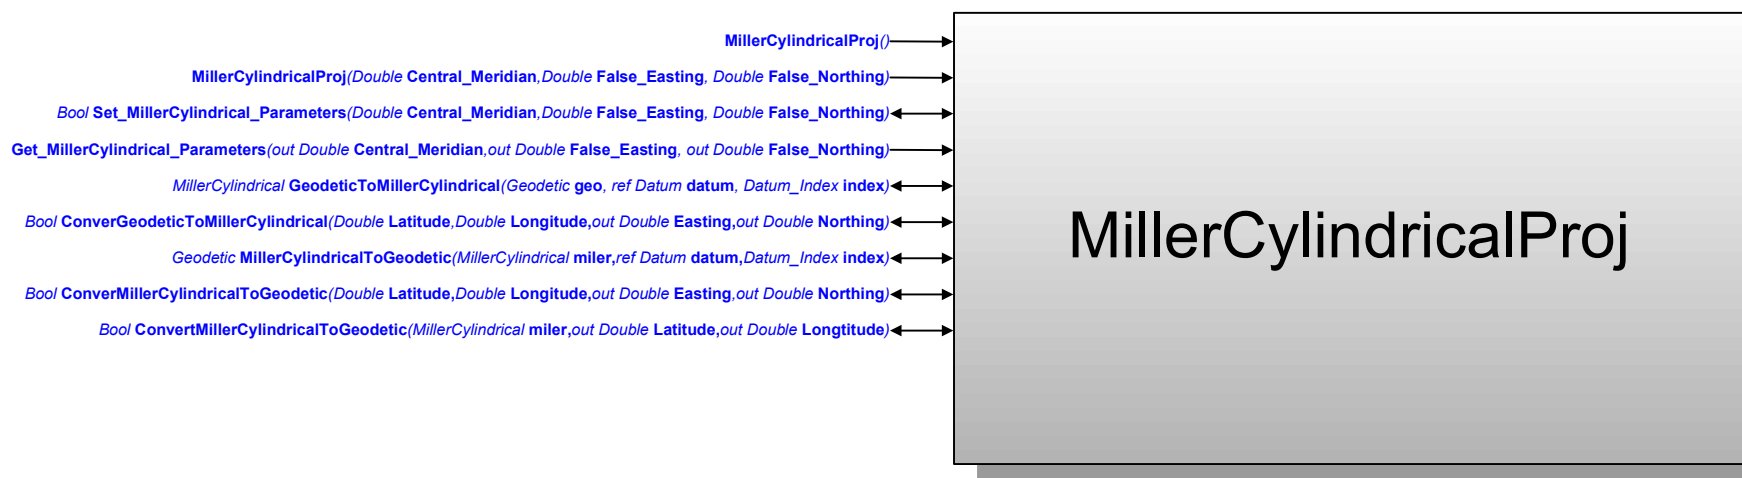 MillerCylindricalProj()
MillerCylindricalProj(Double Central_Meridian,Double False_Easting, Double False_Northing)
Bool Set_MillerCylindrical_Parameters(Double Central_Meridian,Double False_Easting, Double False_Northing)
Get_MillerCylindrical_Parameters(out Double Central_Meridian,out Double False_Easting, out Double False_Northing)
MillerCylindrical GeodeticToMillerCylindrical(Geodetic geo, ref Datum datum, Datum_Index index)
Bool ConverGeodeticToMillerCylindrical(Double Latitude,Double Longitude,out Double Easting,out Double Northing)
Geodetic MillerCylindricalToGeodetic(MillerCylindrical miler,ref Datum datum,Datum_Index index)
Bool ConverMillerCylindricalToGeodetic(Double Latitude,Double Longitude,out Double Easting,out Double Northing)
Bool ConvertMillerCylindricalToGeodetic(MillerCylindrical miler,out Double Latitude,out Double Longtitude)
MillerCylindricalProj